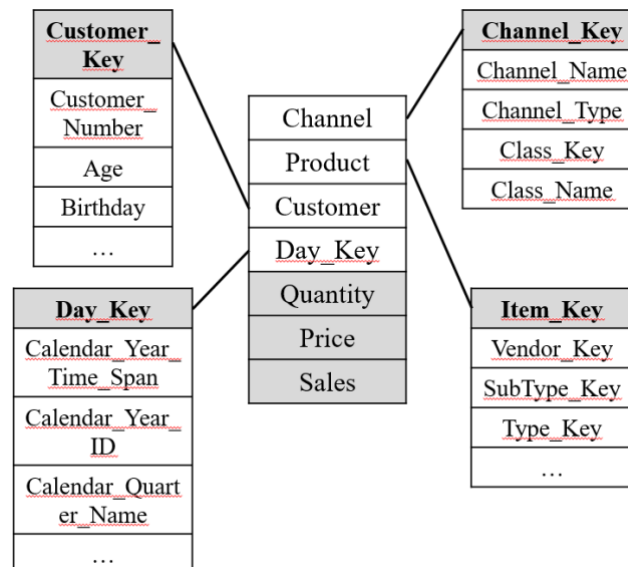 Customer_
Key
Customer_
Number
Age
Birthday
…
Day_Key
Calendar_Year_
Time_Span
Calendar_Year_
ID
Calendar_Quart
er_Name
…
Channel
Product
Customer
Day_Key
Quantity
Price
Sales
Channel_Key
Channel_Name
Channel_Type
Class_Key
Class_Name
Item_Key
Vendor_Key
SubType_Key
Type_Key
…